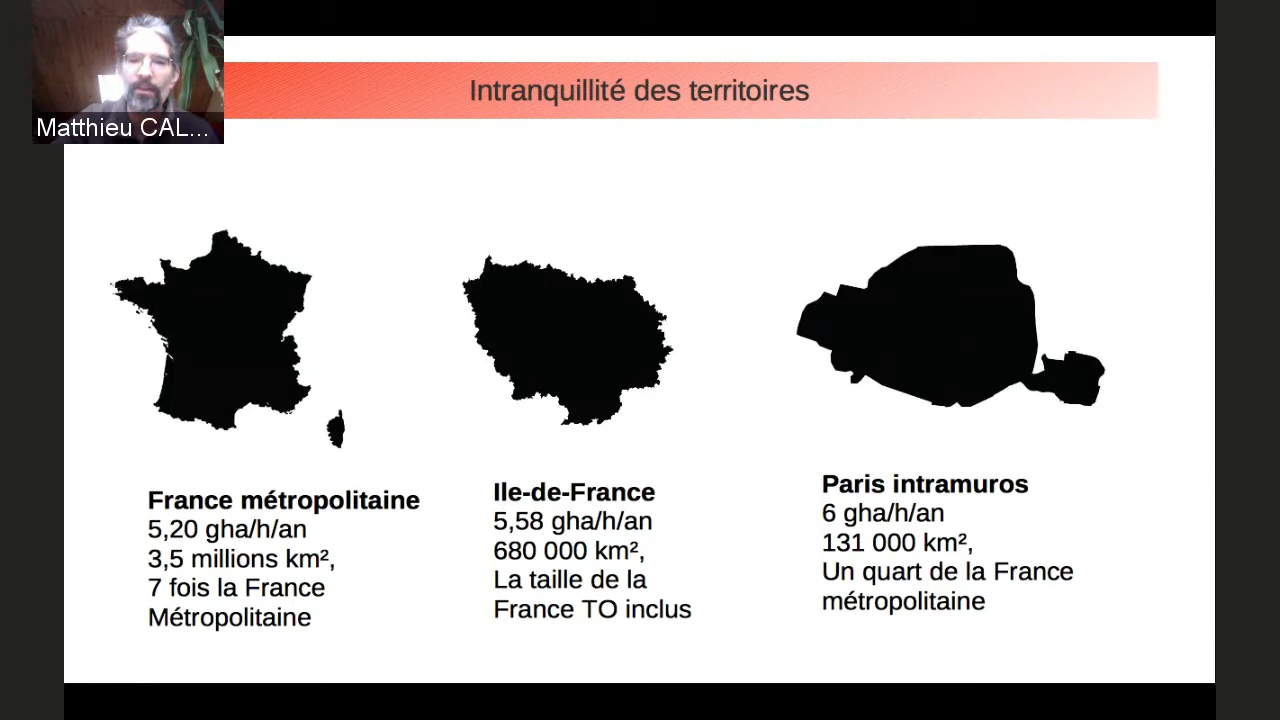 Matthieu CAL...
Intranquillité des territoires
France métropolitaine
5,20 gha/h/an
3,5 millions km²,
7 fois la France
Métropolitaine
Ile-de-France
5,58 gha/h/an
680 000 km²,
La taille de la
France TO inclus
Paris intramuros
6 gha/h/an
131 000 km²,
Un quart de la France
métropolitaine